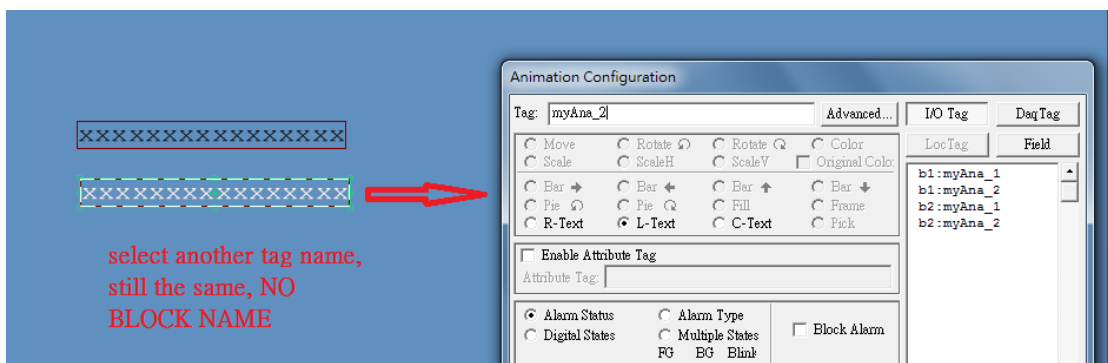 Animation Configuration
Tag: myAna_2 Advanced... I/O Tag DaqTag
xxxxxxxxxxxxxxxx
Move Rotate Rotate Color LocTag Field
Scale ScaleH ScaleV Original Colo:
b1:myAna_1
xxxxxxxxxxxxxxxx
Bar Bar Bar Bar b1:myAna_2
Pie Pie Fill Frame b2:myAna_1
R-Text L-Text C-Text Pick b2:myAna_2
select another tag name,
still the same, NO
BLOCK NAME
Enable Attribute Tag
Attribute Tag:
Alarm Status Alarm Type
Digital States Multiple States Block Alarm
FG BG Blink